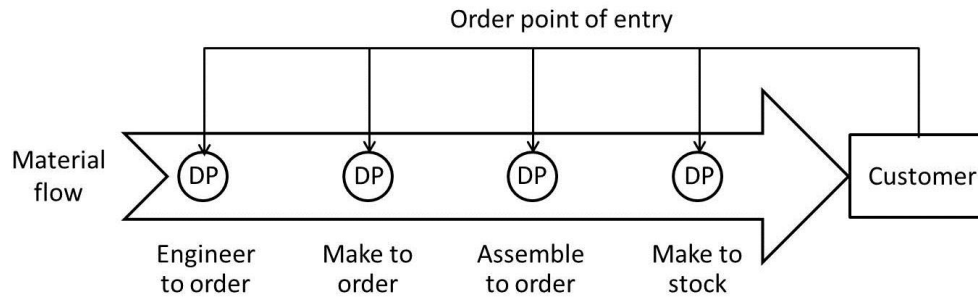 Order point of entry
Material
flow
DP
DP
DP
DP
Customer
Engineer
to order
Make to
order
Assemble
to order
Make to
stock